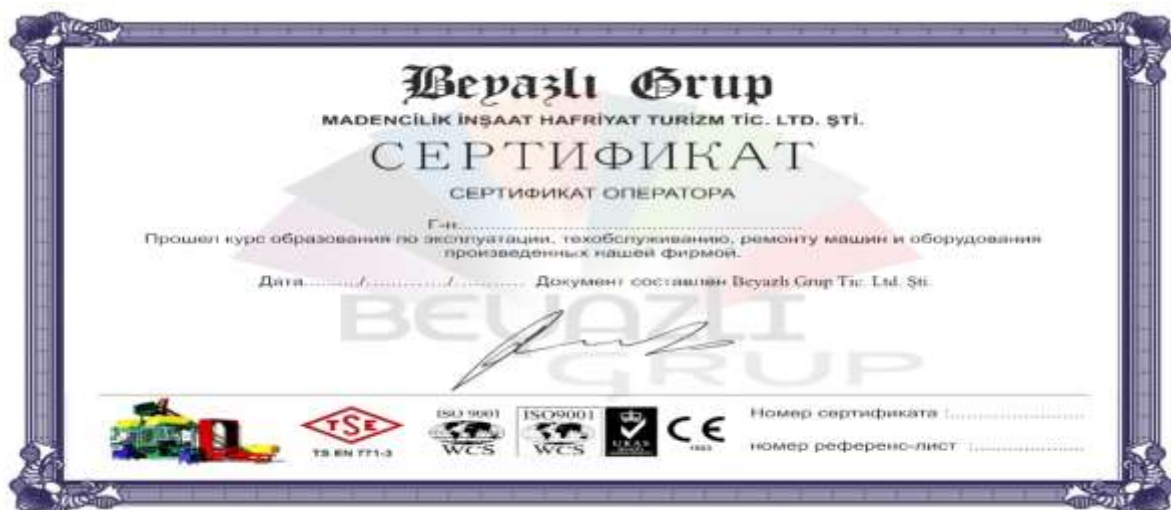 Beyazlı Grup
MADENCİLİK İNŞAAT HAFRİYAT TURİZM TİC. LTD. ŞTİ.
СЕРТИФИКАТ
СЕРТИФИКАТ ОПЕРАТОРА
Г-н..............................................................
Прошел курс образования по эксплуатации, техобслуживанию, ремонту машин и оборудования
произведенных нашей фирмой.
Дата........../............../............. Документ составлен Beyazlı Grup Tic. Ltd. Şti.
BEYAZLI
GRUP
TSE
TS EN 771-3
ISO 9001
WCS
ISO9001
WCS
UKAS
CE
Номер сертификата :..........................
номер референс-лист :......................